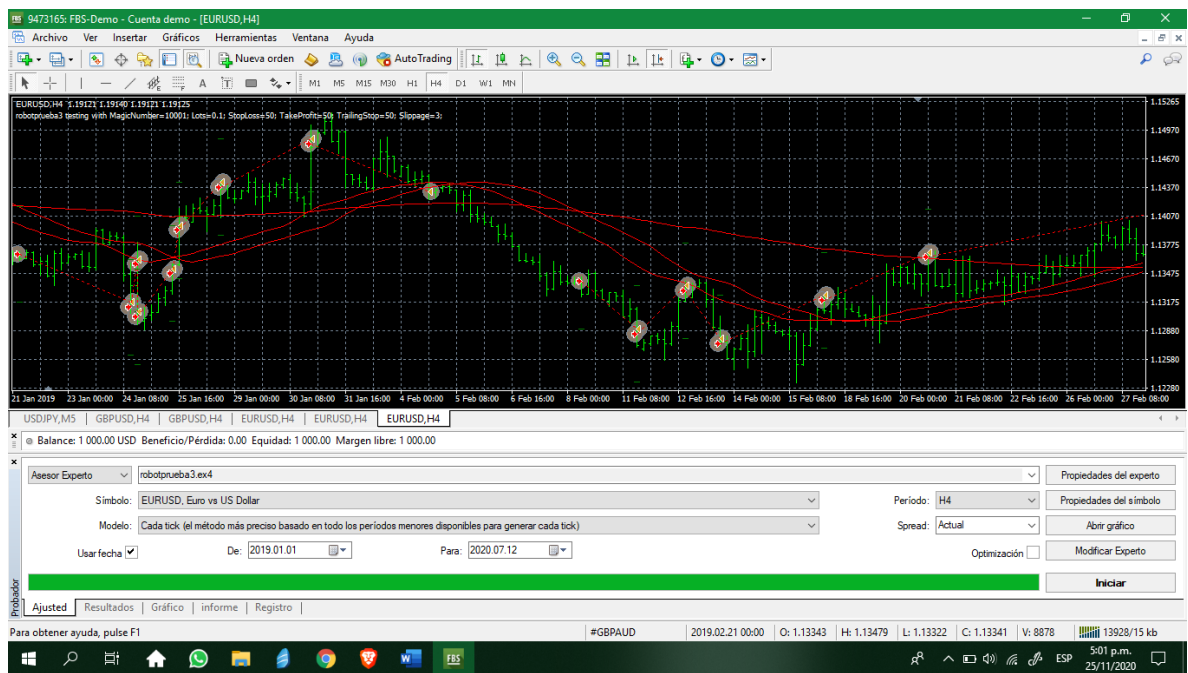 FBS 9473165: FBS-Demo - Cuenta demo - [EURUSD,H4]
Archivo Ver Insertar Gráficos Herramientas Ventana Ayuda
Nueva orden AutoTrading
A T M1 M5 M15 M30 H1 H4 D1 W1 MN
EURUSD,H4 1.19121 1.19140 1.19121 1.19125
robotprueba3 testing with MagicNumber=10001; Lots=0.1; StopLoss=50; TakeProfit=50; TrailingStop=50; Slippage=3;
1.15265
1.14970
1.14670
1.14370
1.14070
1.13775
1.13475
1.13175
1.12880
1.12580
1.12280
21 Jan 2019 23 Jan 00:00 24 Jan 08:00 25 Jan 16:00 29 Jan 00:00 30 Jan 08:00 31 Jan 16:00 4 Feb 00:00 5 Feb 08:00 6 Feb 16:00 8 Feb 00:00 11 Feb 08:00 12 Feb 16:00 14 Feb 00:00 15 Feb 08:00 18 Feb 16:00 20 Feb 00:00 21 Feb 08:00 22 Feb 16:00 26 Feb 00:00 27 Feb 08:00
USDJPY,M5 | GBPUSD,H4 | GBPUSD,H4 | EURUSD,H4 | EURUSD,H4 | EURUSD,H4
Balance: 1 000.00 USD Beneficio/Pérdida: 0.00 Equidad: 1 000.00 Margen libre: 1 000.00
Asesor Experto robotprueba3.ex4 Propiedades del experto
Símbolo: EURUSD, Euro vs US Dollar Período: H4 Propiedades del símbolo
Modelo: Cada tick (el método más preciso basado en todo los períodos menores disponibles para generar cada tick) Spread: Actual Abrir gráfico
Usar fecha De: 2019.01.01 Para: 2020.07.12 Optimización Modificar Experto
Iniciar
Probador
Ajusted | Resultados | Gráfico | informe | Registro |
Para obtener ayuda, pulse F1 #GBPAUD 2019.02.21 00:00 O: 1.13343 H: 1.13479 L: 1.13322 C: 1.13341 V: 8878 13928/15 kb
FBS ESP 5:01 p.m.
25/11/2020